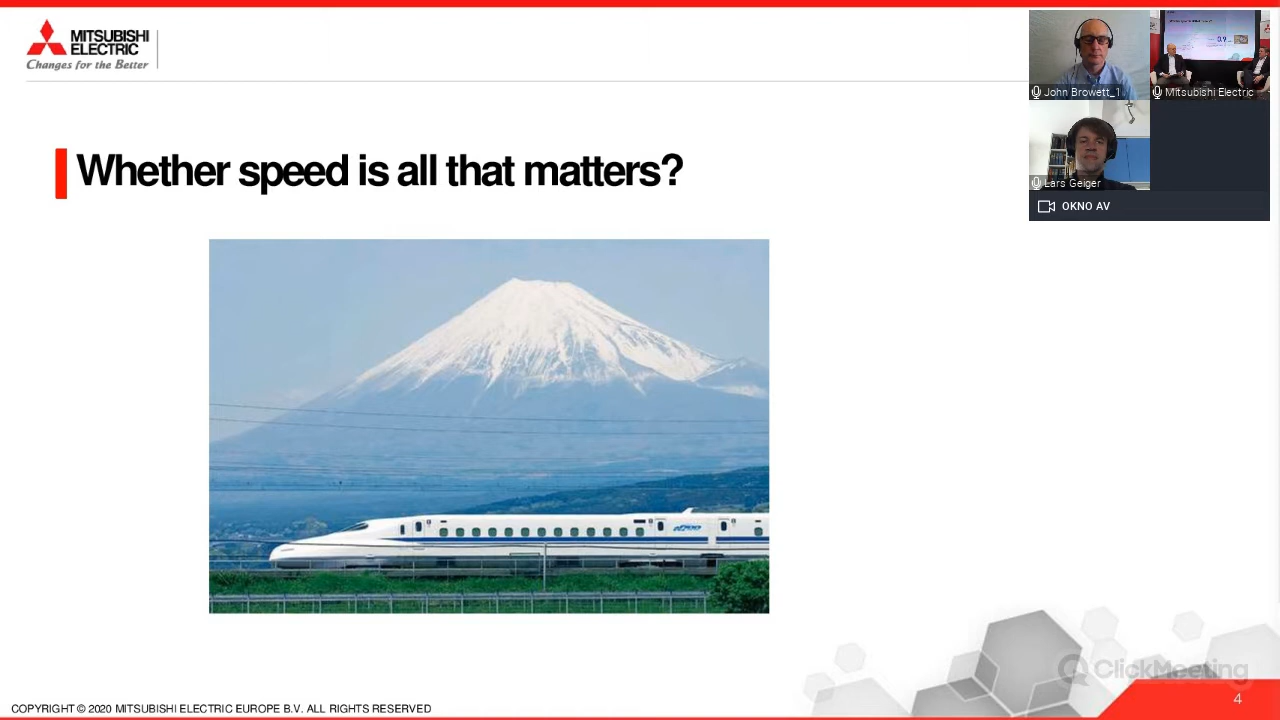 MITSUBISHI
ELECTRIC
Changes for the Better
Whether speed is all that matters?
John Browett_1
Mitsubishi Electric
Lars Geiger
OKNO AV
ClickMeeting
4
COPYRIGHT © 2020 MITSUBISHI ELECTRIC EUROPE B.V. ALL RIGHTS RESERVED